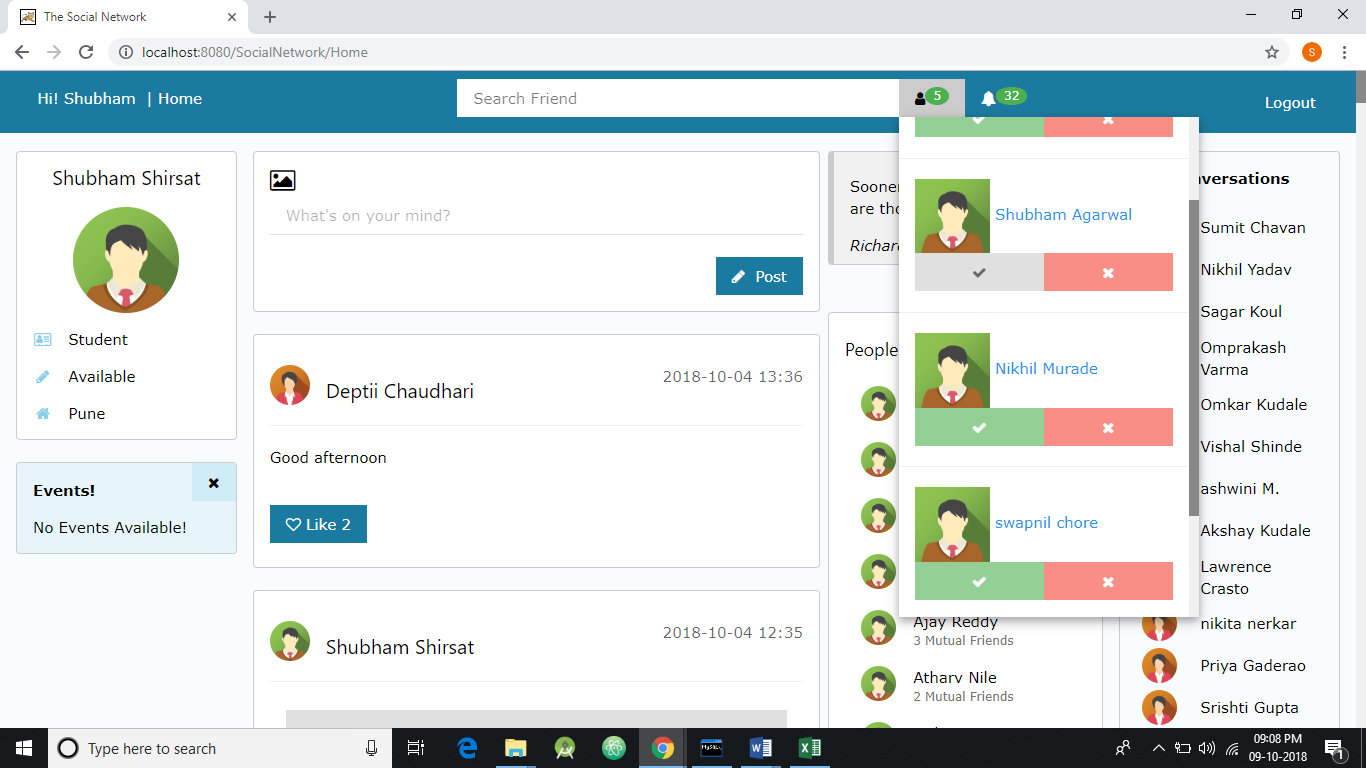 The Social Network
localhost:8080/SocialNetwork/Home
S
Hi! Shubham | Home
Search Friend
5
32
Logout
Shubham Shirsat
Student
Available
Pune
Events!
No Events Available!
What's on your mind?
Post
Deptii Chaudhari
2018-10-04 13:36
Good afternoon
Like 2
Shubham Shirsat
2018-10-04 12:35
Sooner
are tho
Richar
People
Ajay Reddy
3 Mutual Friends
Atharv Nile
2 Mutual Friends
Shubham Agarwal
Nikhil Murade
swapnil chore
versations
Sumit Chavan
Nikhil Yadav
Sagar Koul
Omprakash
Varma
Omkar Kudale
Vishal Shinde
ashwini M.
Akshay Kudale
Lawrence
Crasto
nikita nerkar
Priya Gaderao
Srishti Gupta
Type here to search
MySQL
09:08 PM
09-10-2018
1